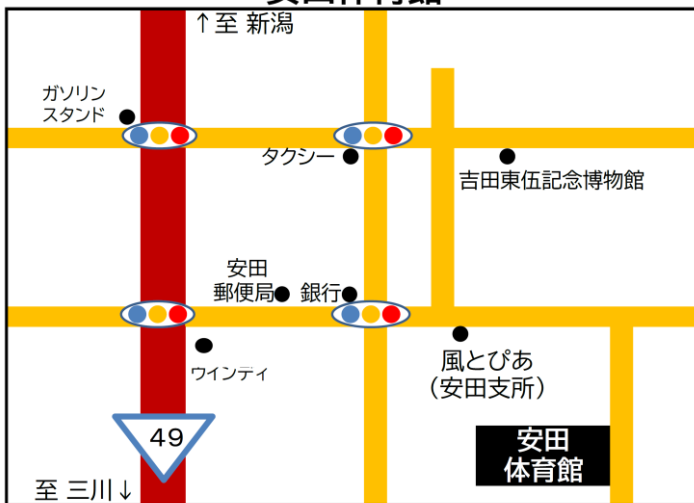 ↑至 新潟
ガソリン
スタンド
タクシー
吉田東伍記念博物館
安田
郵便局
銀行
ウインディ
風とぴあ
（安田支所）
49
安田
体育館
至 三川↓